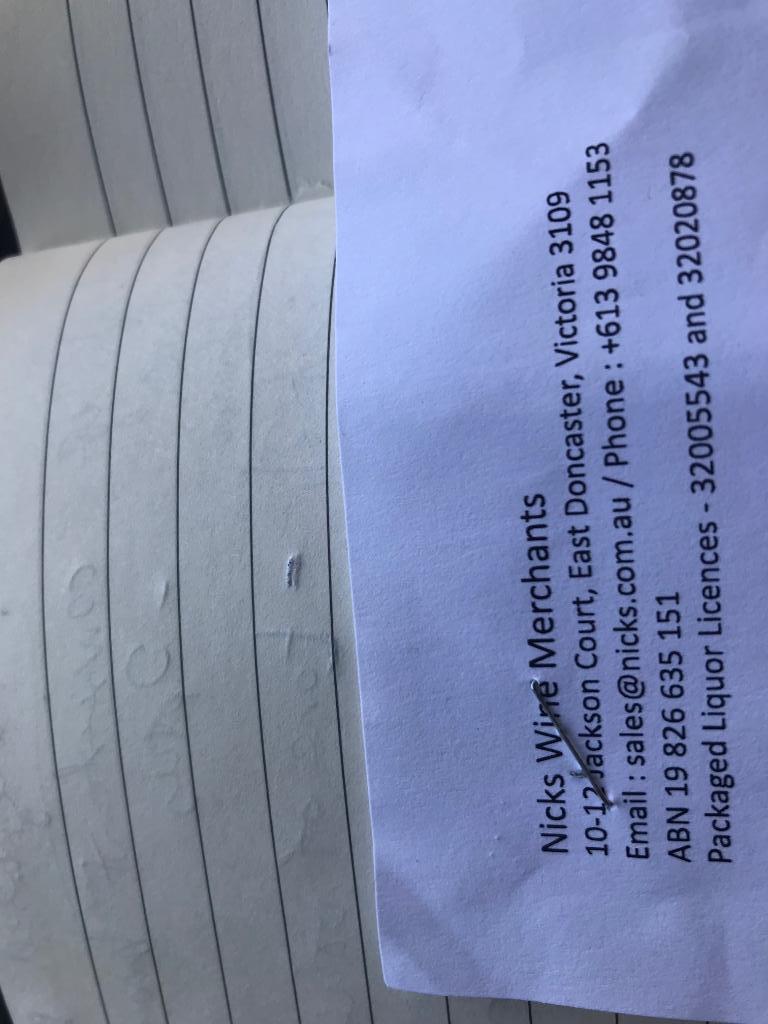 Nicks Wine Merchants
10-12 Jackson Court, East Doncaster, Victoria 3109
Email : sales@nicks.com.au / Phone : +613 9848 1153
ABN 19 826 635 151
Packaged Liquor Licences - 32005543 and 32020878